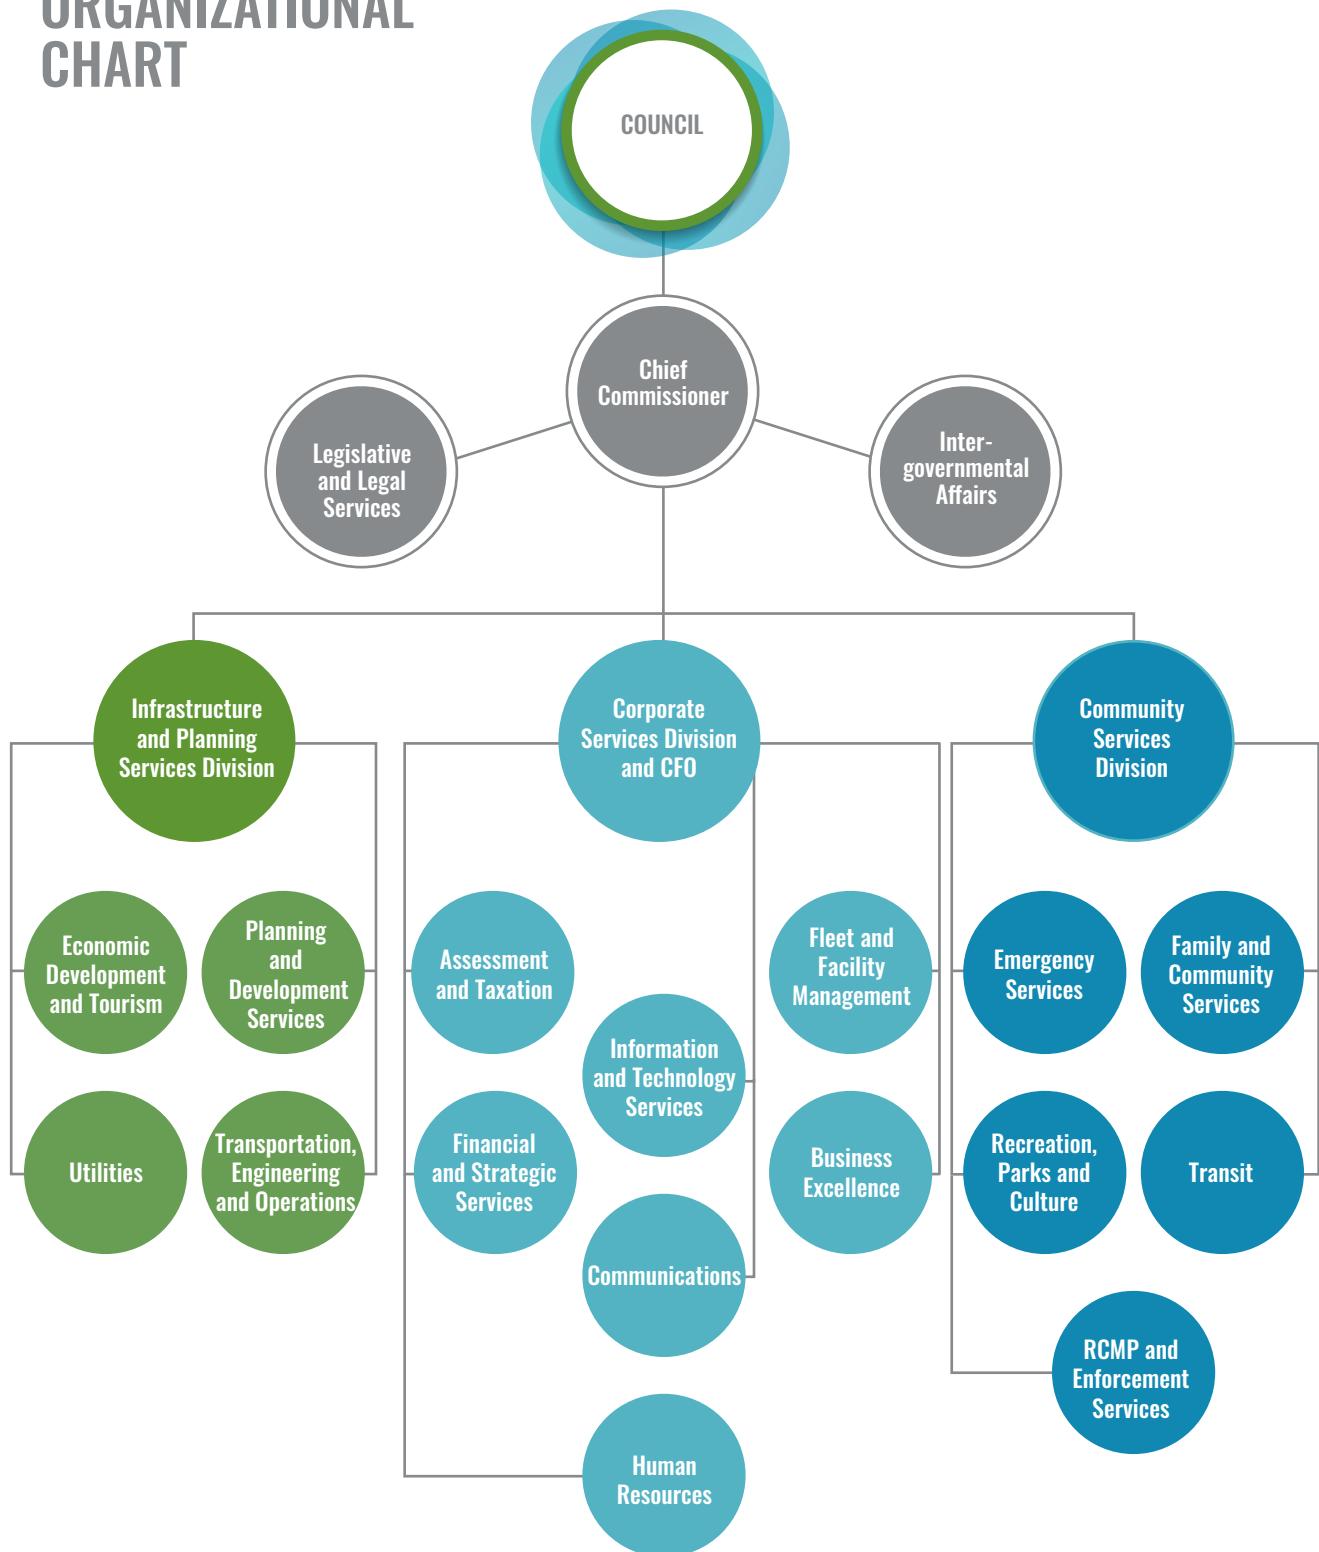 ORGANIZATIONAL
CHART
COUNCIL
Chief
Commissioner
Legislative
and Legal
Services
Inter-
governmental
Affairs
Infrastructure
and Planning
Services Division
Corporate
Services Division
and CFO
Community
Services
Division
Economic
Development
and Tourism
Planning
and
Development
Services
Assessment
and Taxation
Information
and Technology
Services
Fleet and
Facility
Management
Emergency
Services
Family and
Community
Services
Utilities
Transportation,
Engineering
and Operations
Financial
and Strategic
Services
Communications
Business
Excellence
Recreation,
Parks and
Culture
Transit
RCMP and
Enforcement
Services
Human
Resources